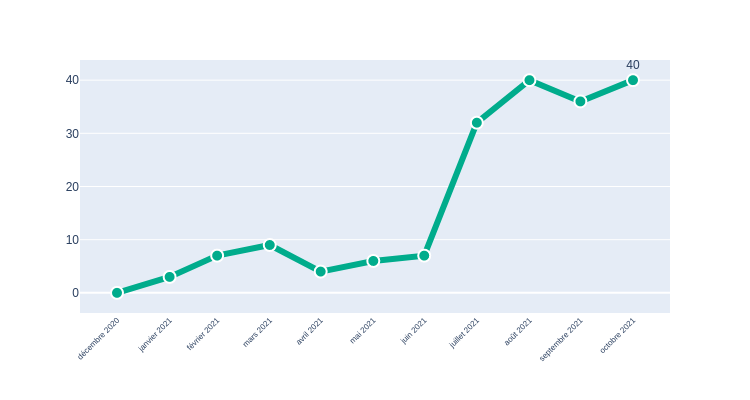 40
40
30
20
10
0
décembre 2020
janvier 2021
février 2021
mars 2021
avril 2021
mai 2021
juin 2021
juillet 2021
août 2021
septembre 2021
octobre 2021